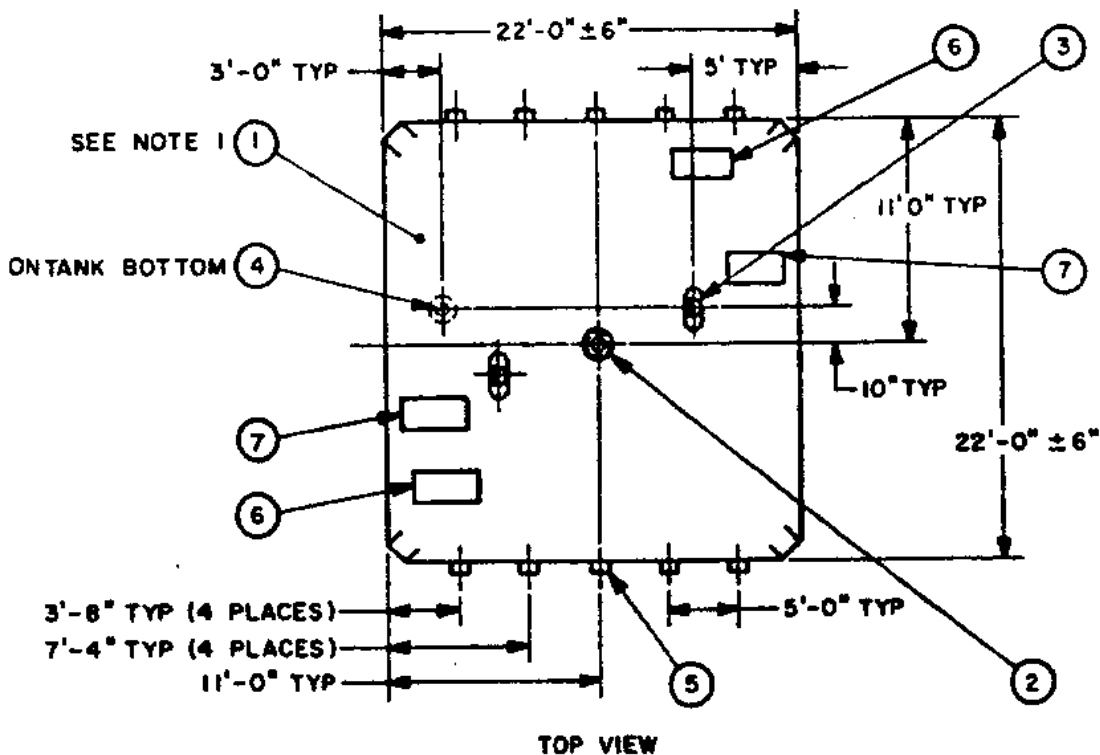 22'-0" ±6"
6
3
3'-0" TYP
5' TYP
SEE NOTE 1 1
11'0" TYP
ON TANK BOTTOM 4
7
10" TYP
7
22'-0" ±6"
6
3'-8" TYP (4 PLACES)
5'-0" TYP
7'-4" TYP (4 PLACES)
11'-0" TYP
5
2
TOP VIEW